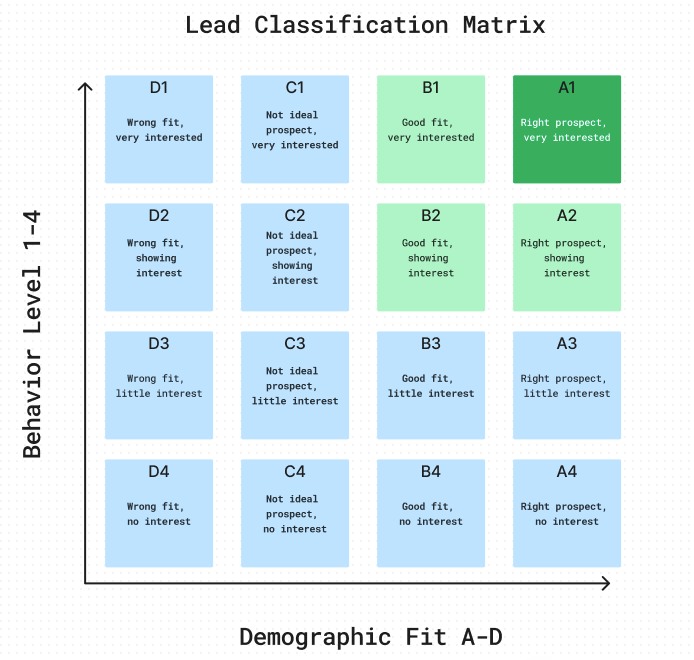 Lead Classification Matrix
Behavior Level 1-4
D1
Wrong fit,
very interested
C1
Not ideal
prospect,
very interested
B1
Good fit,
very interested
A1
Right prospect,
very interested
D2
Wrong fit,
showing
interest
C2
Not ideal
prospect,
showing
interest
B2
Good fit,
showing
interest
A2
Right prospect,
showing
interest
D3
Wrong fit,
little interest
C3
Not ideal
prospect,
little interest
B3
Good fit,
little interest
A3
Right prospect,
little interest
D4
Wrong fit,
no interest
C4
Not ideal
prospect,
no interest
B4
Good fit,
no interest
A4
Right prospect,
no interest
Demographic Fit A-D